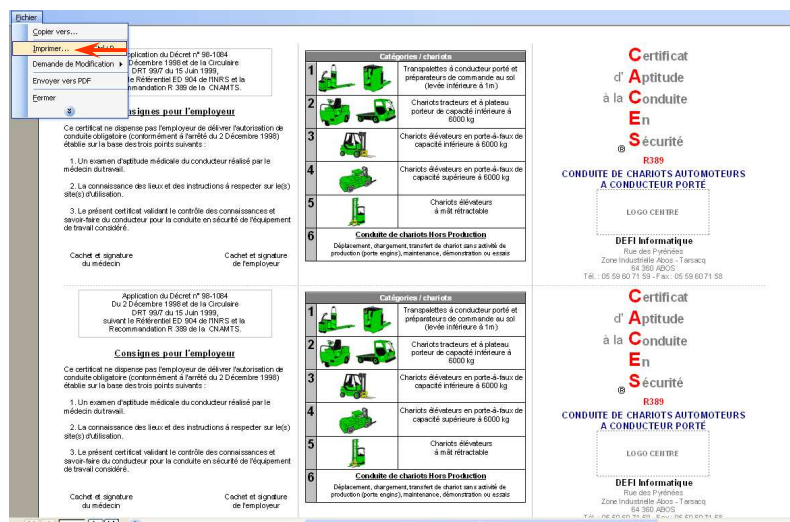 Fichier
Copier vers...
Imprimer...
Demande de Modification
Envoyer vers PDF
Fermer
Application du Décret n° 98-1084
Décembre 1998 et de la Circulaire
DRT 99/7 du 15 Juin 1999,
le Référentiel ED 904 de l'INRS et la
mmandation R 389 de la CNAMTS.
signes pour l'employeur
Ce certificat ne dispense pas l'employeur de délivrer l'autorisation de
conduite obligatoire (conformément à l'arrêté du 2 Décembre 1998)
établie sur la base des trois points suivants :
1. Un examen d'aptitude médicale du conducteur réalisé par le
médecin du travail.
2. La connaissance des lieux et des instructions à respecter sur le(s)
site(s) d'utilisation.
3. Le présent certificat validant le contrôle des connaissances et
savoir-faire du conducteur pour la conduite en sécurité de l'équipement
de travail considéré.
Cachet et signature
du médecin
Cachet et signature
de l'employeur
Catégories / chariots
1
Transpalettes à conducteur porté et
préparateurs de commande au sol
(levée inférieure à 1m)
2
Chariots tracteurs et à plateau
porteur de capacité inférieure à
6000 kg
3
Chariots élévateurs en porte-à-faux de
capacité inférieure à 6000 kg
4
Chariots élévateurs en porte-à-faux de
capacité supérieure à 6000 kg
5
Chariots élévateurs
à mât rétractable
6
Conduite de
chariots Hors Production
Déplacement, chargement, transfert de chariot sans activité de
production (porte engins), maintenance, démonstration ou essais
Certificat
d' Aptitude
à la Conduite
En
® Sécurité
R389
CONDUITE DE CHARIOTS AUTOMOTEURS
A CONDUCTEUR PORTÉ
LOGO CENTRE
DEFI Informatique
Rue des Pyrénées
Zone Industrielle Abos - Tarsacq
64 360 ABOS
Tél. : 05 59 60 71 59 - Fax : 05 59 60 71 58
Application du Décret n° 98-1084
Du 2 Décembre 1998 et de la Circulaire
DRT 99/7 du 15 Juin 1999,
suivant le Référentiel ED 904 de l'INRS et la
Recommandation R 389 de la CNAMTS.
Consignes pour l'employeur
Ce certificat ne dispense pas l'employeur de délivrer l'autorisation de
conduite obligatoire (conformément à l'arrêté du 2 Décembre 1998)
établie sur la base des trois points suivants :
1. Un examen d'aptitude médicale du conducteur réalisé par le
médecin du travail.
2. La connaissance des lieux et des instructions à respecter sur le(s)
site(s) d'utilisation.
3. Le présent certificat validant le contrôle des connaissances et
savoir-faire du conducteur pour la conduite en sécurité de l'équipement
de travail considéré.
Cachet et signature
du médecin
Cachet et signature
de l'employeur
Catégories / chariots
1
Transpalettes à conducteur porté et
préparateurs de commande au sol
(levée inférieure à 1m)
2
Chariots tracteurs et à plateau
porteur de capacité inférieure à
6000 kg
3
Chariots élévateurs en porte-à-faux de
capacité inférieure à 6000 kg
4
Chariots élévateurs en porte-à-faux de
capacité supérieure à 6000 kg
5
Chariots élévateurs
à mât rétractable
6
Conduite de chariots Hors Production
Déplacement, chargement, transfert de chariot sans activité de
production (porte engins), maintenance, démonstration ou essais
Certificat
d' Aptitude
à la Conduite
En
® Sécurité
R389
CONDUITE DE CHARIOTS AUTOMOTEURS
A CONDUCTEUR PORTÉ
LOGO CENTRE
DEFI Informatique
Rue des Pyrénées
Zone Industrielle Abos - Tarsacq
64 360 ABOS